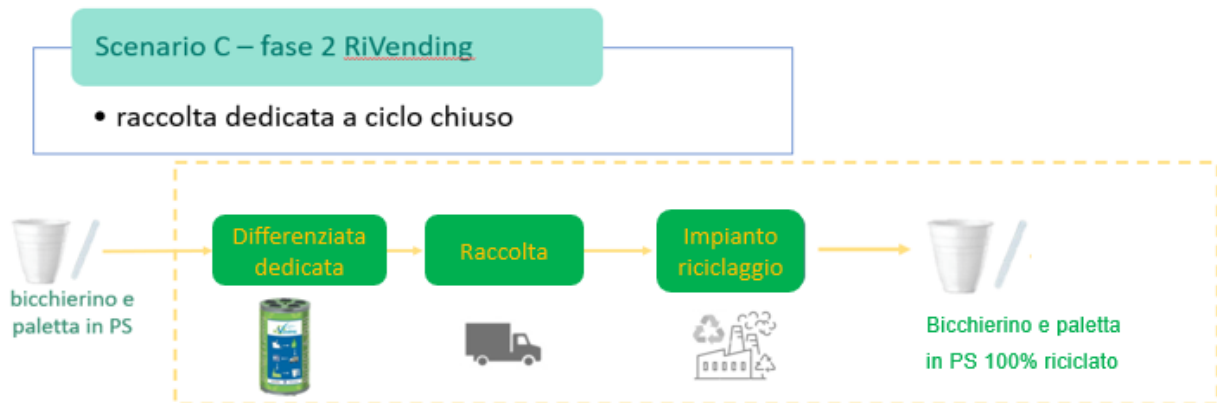 Scenario C – fase 2 RiVending
• raccolta dedicata a ciclo chiuso
bicchierino e
paletta in PS
Differenziata
dedicata
Raccolta
Impianto
riciclaggio
Bicchierino e paletta
in PS 100% riciclato